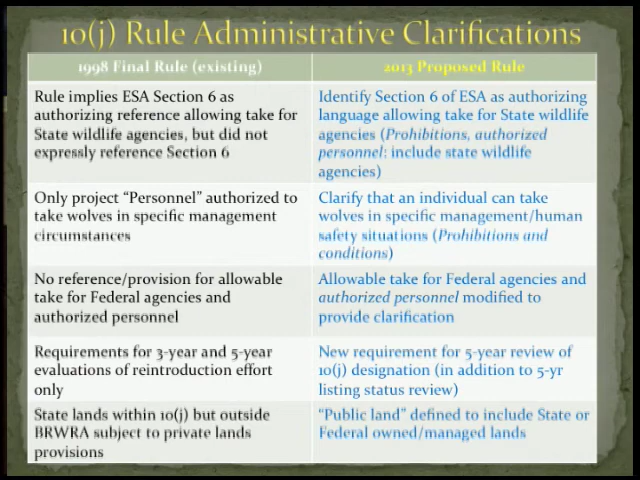 10(j) Rule Administrative Clarifications
1998 Final Rule (existing)
2013 Proposed Rule
Rule implies ESA Section 6 as
authorizing reference allowing take for
State wildlife agencies, but did not
expressly reference Section 6
Identify Section 6 of ESA as authorizing
language allowing take for State wildlife
agencies (Prohibitions, authorized
personnel: include state wildlife
agencies)
Only project “Personnel” authorized to
take wolves in specific management
circumstances
Clarify that an individual can take
wolves in specific management/human
safety situations (Prohibitions and
conditions)
No reference/provision for allowable
take for Federal agencies and
authorized personnel
Allowable take for Federal agencies and
authorized personnel modified to
provide clarification
Requirements for 3-year and 5-year
evaluations of reintroduction effort
only
New requirement for 5-year review of
10(j) designation (in addition to 5-yr
listing status review)
State lands within 10(j) but outside
BRWRA subject to private lands
provisions
“Public land” defined to include State or
Federal owned/managed lands